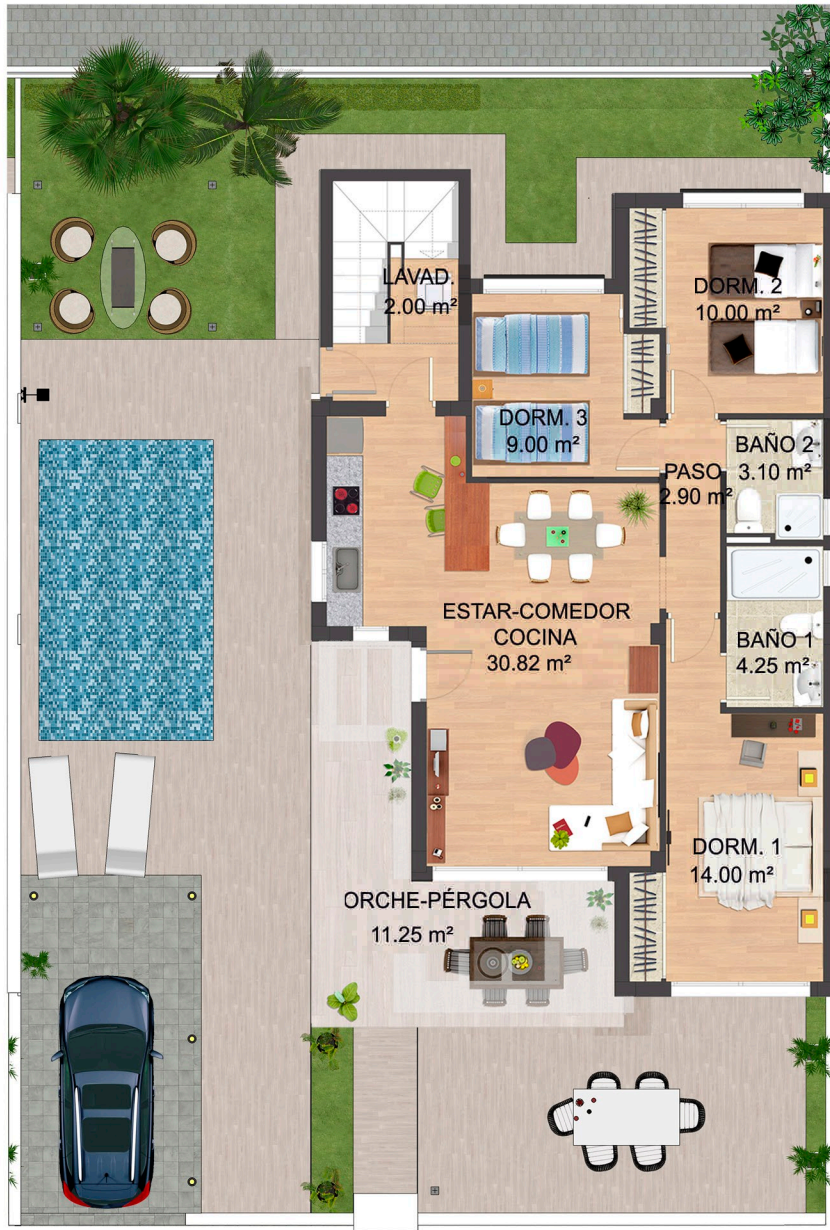 LAVAD.
2.00 m²
DORM. 2
10.00 m²
DORM. 3
9.00 m²
BAÑO 2
3.10 m²
PASO
2.90 m²
ESTAR-COMEDOR
COCINA
30.82 m²
BAÑO 1
4.25 m²
DORM. 1
14.00 m²
ORCHE-PÉRGOLA
11.25 m²